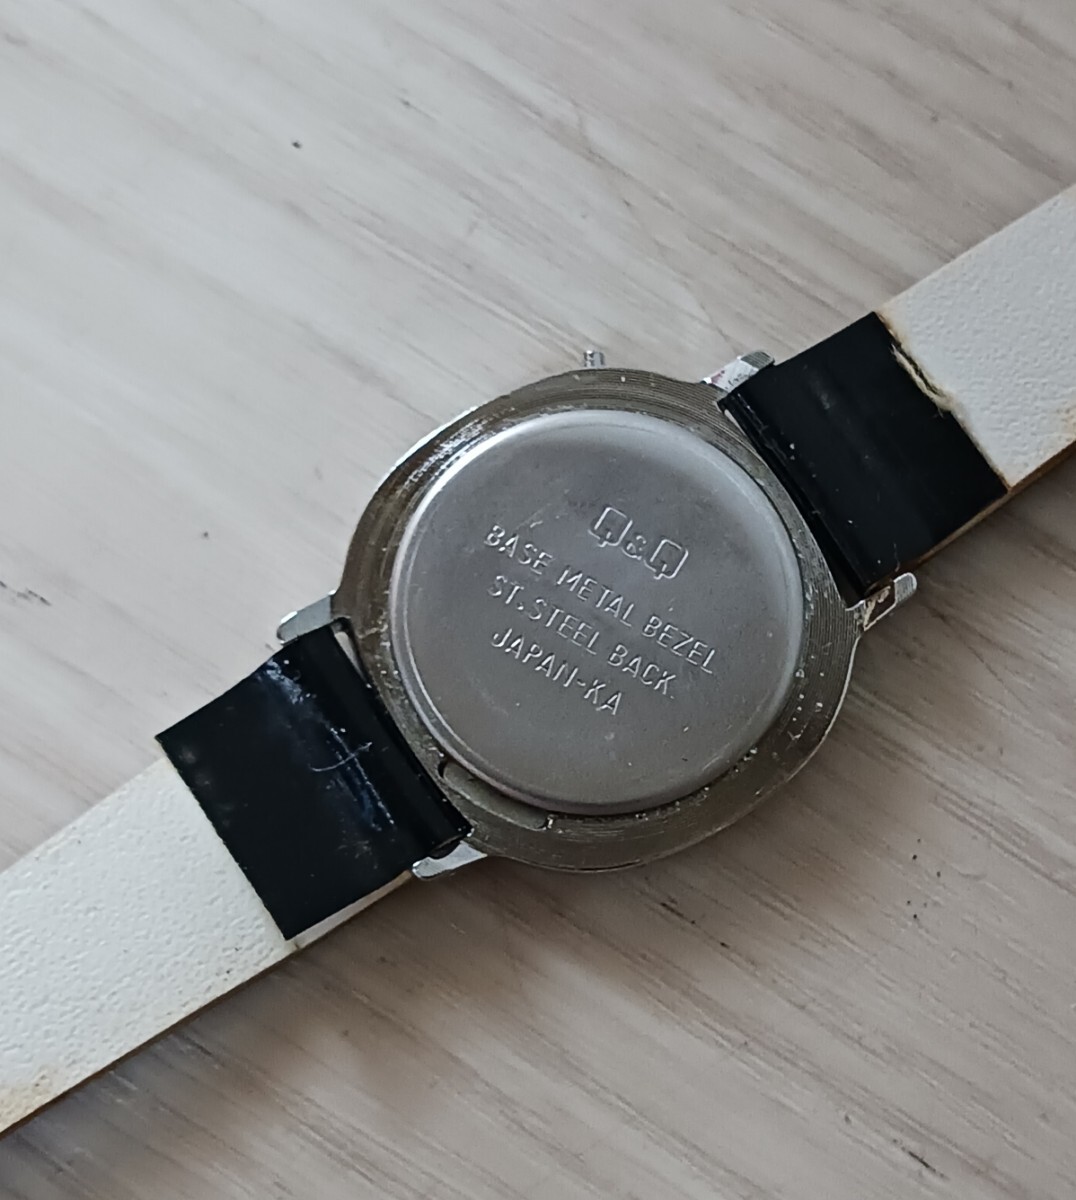 Q&Q
BASE METAL BEZEL
ST.STEEL BACK.
JAPAN-KA